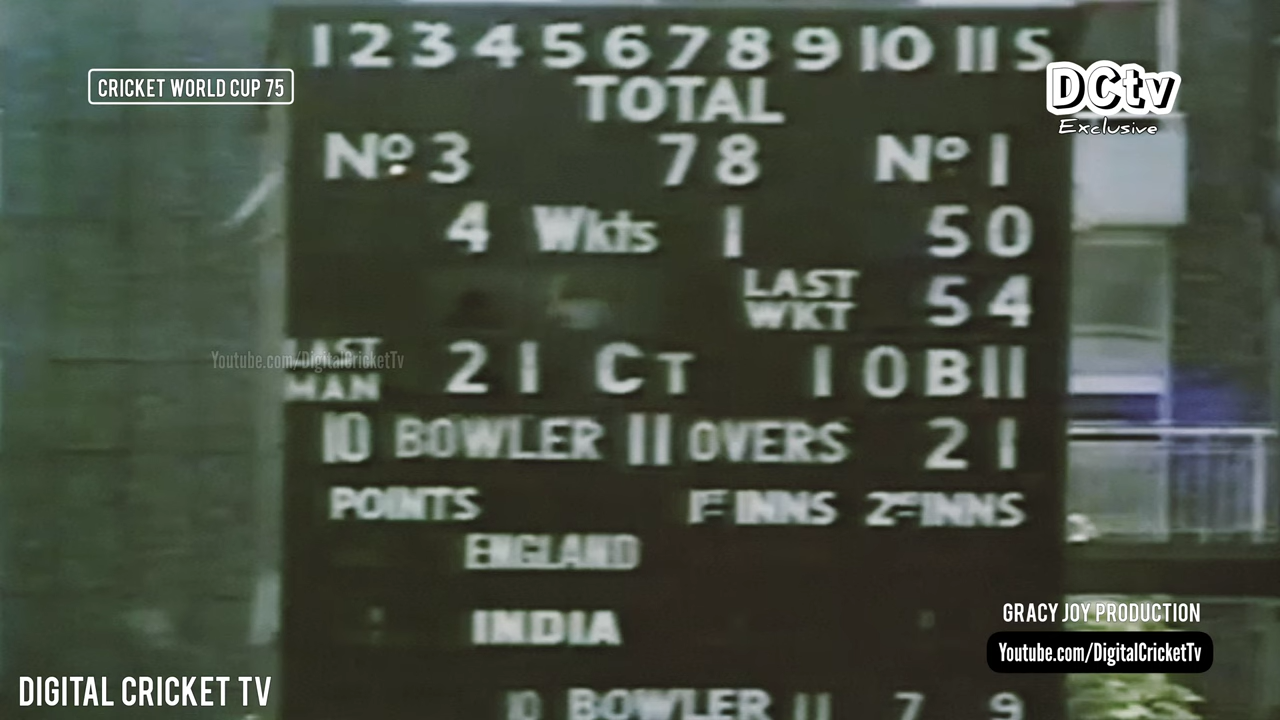 1 2 3 4 5 6 7 8 9 10 11 S
CRICKET WORLD CUP 75
DCtv
Exclusive
TOTAL
Nº 3 78 Nº 1
4 Wkts 1 50
LAST WKT 54
Youtube.com/DigitalCricketTv
LAST MAN 21 CT 10 B 11
10 BOWLER 11 OVERS 21
POINTS 1st INNS 2nd INNS
ENGLAND
INDIA
GRACY JOY PRODUCTION
Youtube.com/DigitalCricketTv
DIGITAL CRICKET TV
10 BOWLER 11 7 9